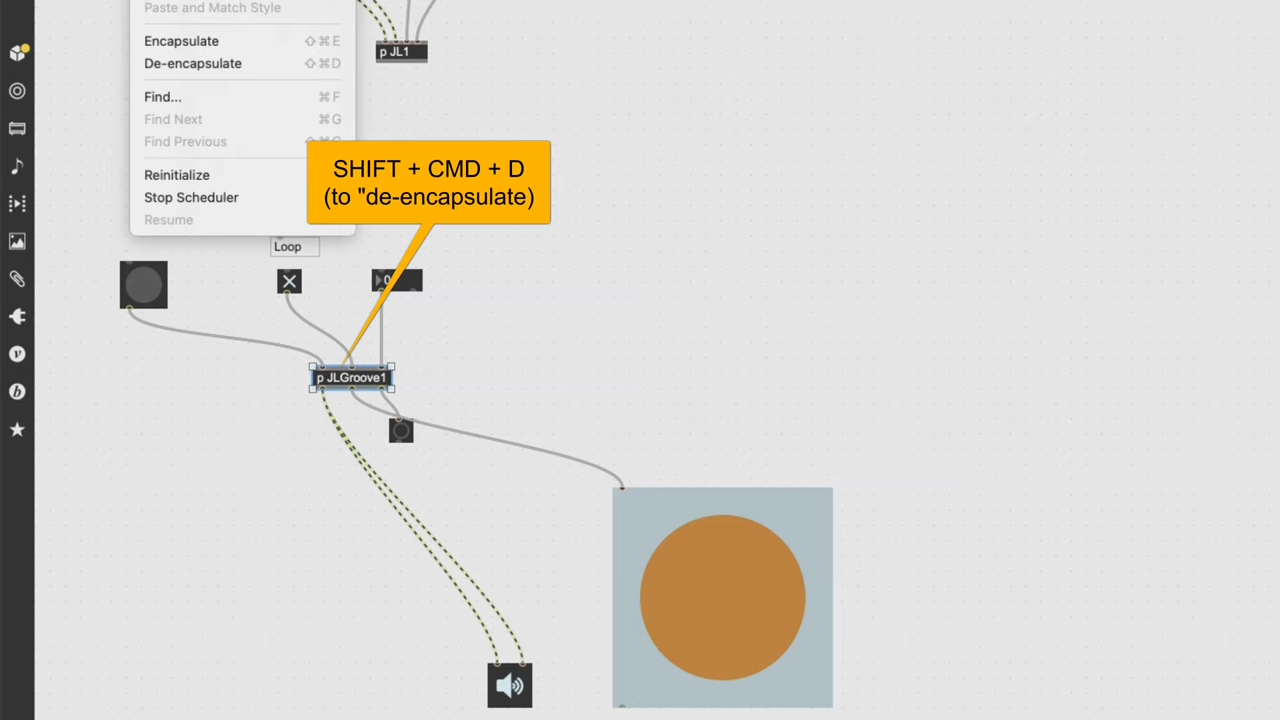 Paste and Match Style
Encapsulate ⇧⌘E
De-encapsulate ⇧⌘D
Find... ⌘F
Find Next ⌘G
Find Previous ⇧⌘G
Reinitialize
Stop Scheduler
Resume
p JL1
SHIFT + CMD + D
(to "de-encapsulate)
Loop
0
p JLGroove1